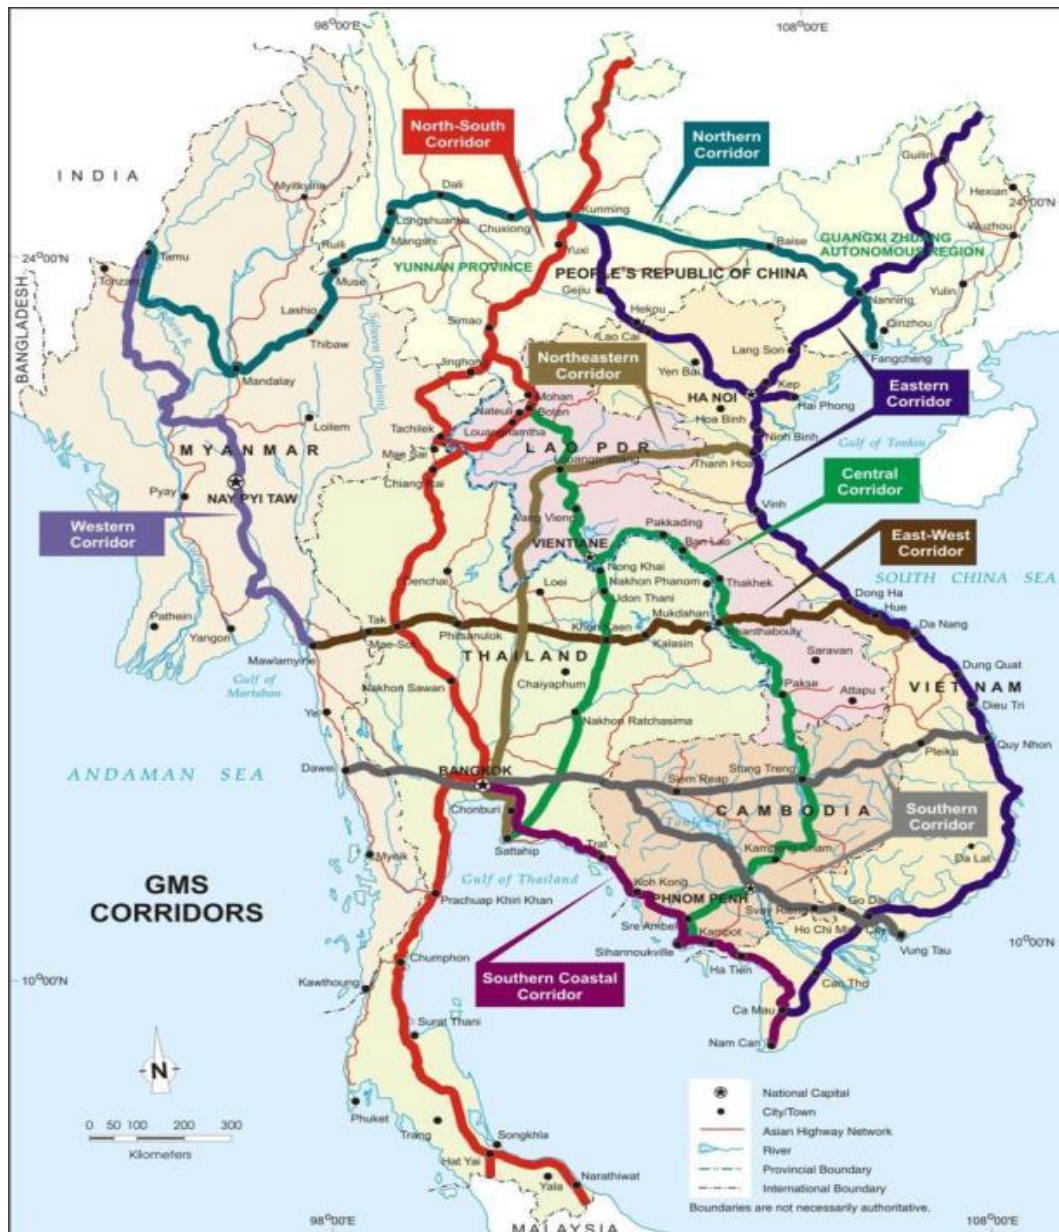 98°00'E
108°00'E
North-South
Corridor
Northern
Corridor
INDIA
Guilin
Hexian
24°00'N
Myitkyina
Dali
Longshuanba
Chuxiong
Kunming
Wuzhou
Mangshi
Ruili
Yuxi
Baise
GUANGXI ZHUANG
AUTONOMOUS REGION
24°00'N
Tamu
YUNNAN PROVINCE
PEOPLE'S REPUBLIC OF CHINA
Tonzang
Muse
Gejiu
Nanning
Yulin
BANGLADESH
Lashio
Simao
Hekou
Lao Cai
Qinzhou
Thibaw
Salween (Thanlwin)
Northeastern
Corridor
Lang Son
Fangcheng
Jinghong
Yen Bai
Mandalay
Kep
Eastern
Corridor
Mohan
HA NOI
Hai Phong
Nateuil
Boten
Hoa Binh
Loilem
Louangnamtha
Tachilek
LAO PDR
Ninh Binh
Gulf of Tonkin
MYANMAR
Mae Sai
Luangprabang
Thanh Hoa
Chiang Rai
Central
Corridor
NAY PYI TAW
Pyay
Western
Corridor
Vang Vieng
Pakkading
Vinh
VIENTIANE
Ban Lao
East-West
Corridor
Irrawaddy
Nong Khai
Denchai
Loei
Nakhon Phanom
Thakhek
SOUTH CHINA SEA
Udon Thani
Dong Ha
Pathein
Yangon
Tak
Mukdahan
Hue
Phitsanulok
Khon Kaen
Kalasin
Kanthabouly
Da Nang
Mae-Sot
Mawlamyine
THAILAND
Saravan
Gulf of
Martaban
Chaiyaphum
Dung Quat
Nakhon Sawan
Pakse
Attapu
VIETNAM
Ye
Nakhon Ratchasima
Dieu Tri
Quy Nhon
Pleiku
Dawei
BANGKOK
Stung Treng
ANDAMAN SEA
Siem Reap
Chonburi
CAMBODIA
Southern
Corridor
Tonle Sap
Sattahip
Trat
Kampong Cham
Da Lat
Myeik
GMS
CORRIDORS
Gulf of Thailand
Koh Kong
PHNOM PENH
Prachuap Khiri Khan
Svay Rieng
Go Dau
Sre Ambel
Kampot
Ho Chi Minh City
Vung Tau
10°00'N
Sihannoukville
Chumphon
Southern Coastal
Corridor
Ha Tien
10°00'N
Kawthoung
Can Tho
Ca Mau
Surat Thani
Nam Can
N
National Capital
Phuket
City/Town
0 50 100 200 300
Trang
Songkhla
Asian Highway Network
Kilometers
Hat Yai
River
Narathiwat
Provincial Boundary
Yala
International Boundary
Boundaries are not necessarily authoritative.
98°00'E
MALAYSIA
108°00'E